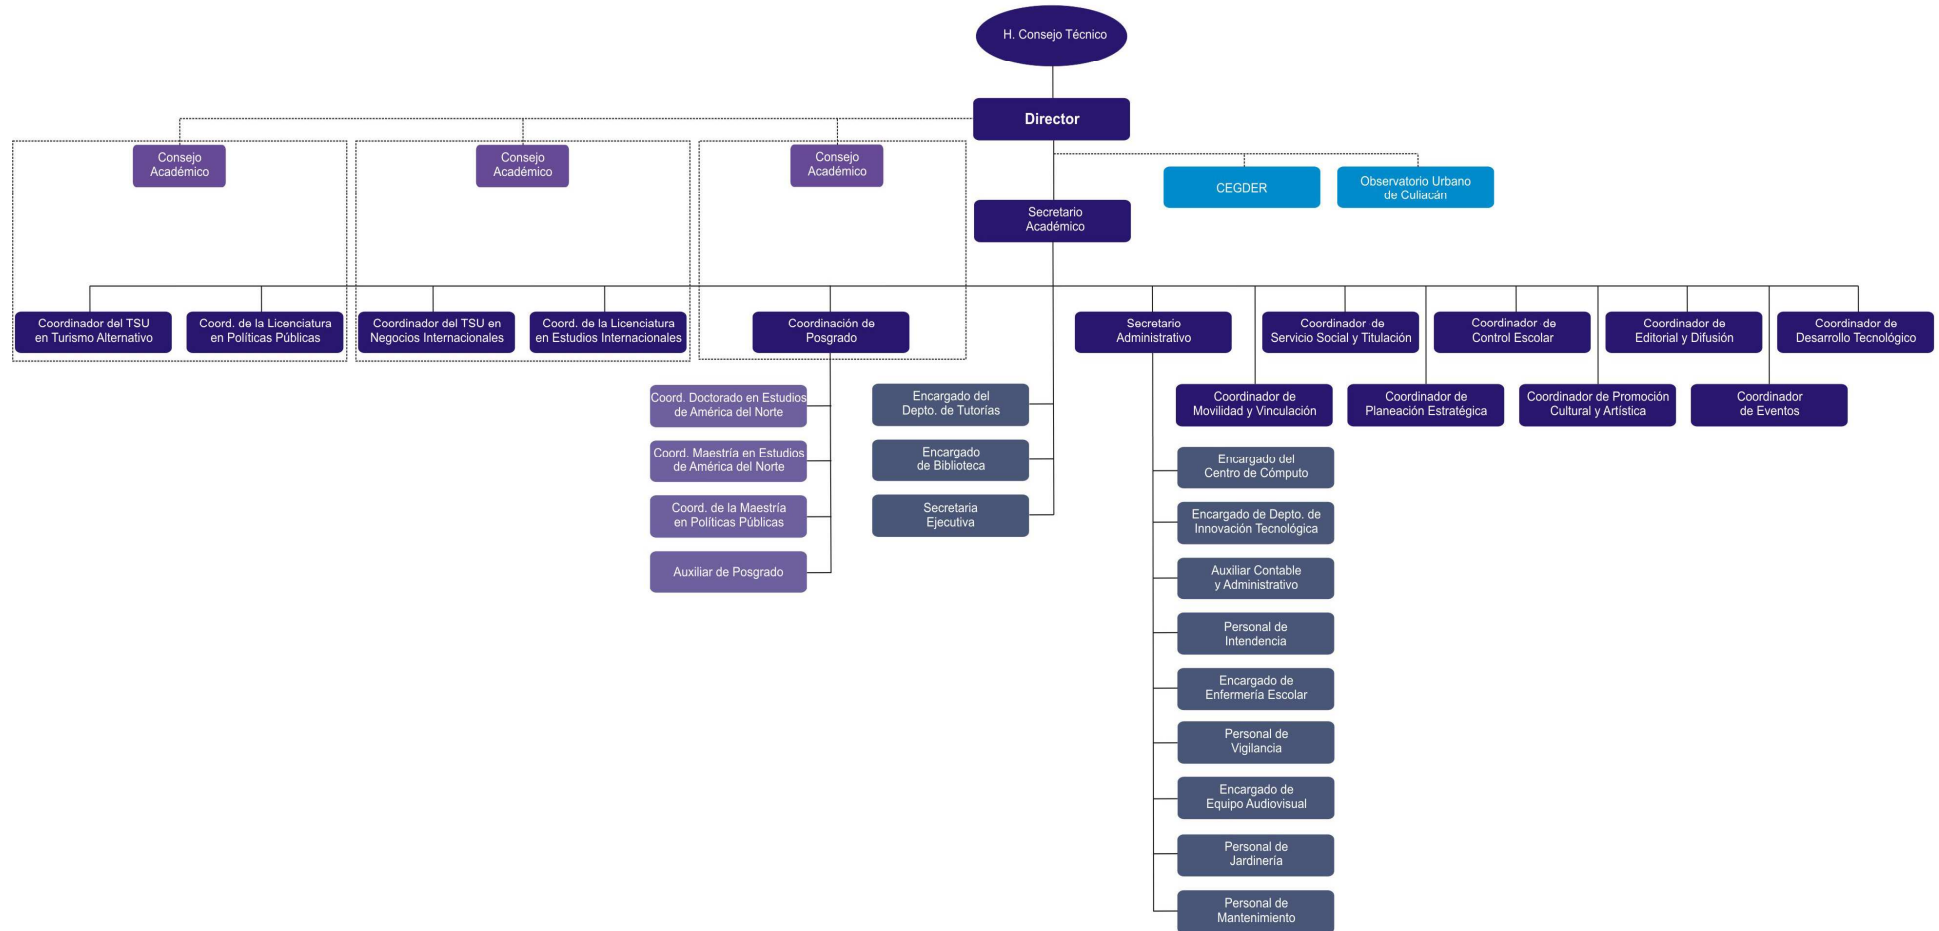 H. Consejo Técnico
Director
Consejo
Académico
Consejo
Académico
Consejo
Académico
CEGDER
Observatorio Urbano
de Culiacán
Secretario
Académico
Coordinador del TSU
en Turismo Alternativo
Coord. de la Licenciatura
en Políticas Públicas
Coordinador del TSU en
Negocios Internacionales
Coord. de la Licenciatura
en Estudios Internacionales
Coordinación de
Posgrado
Secretario
Administrativo
Coordinador de
Servicio Social y Titulación
Coordinador de
Control Escolar
Coordinador de
Editorial y Difusión
Coordinador de
Desarrollo Tecnológico
Coordinador de
Movilidad y Vinculación
Coordinador de
Planeación Estratégica
Coordinador de Promoción
Cultural y Artística
Coordinador
de Eventos
Coord. Doctorado en Estudios
de América del Norte
Coord. Maestría en Estudios
de América del Norte
Coord. de la Maestría
en Políticas Públicas
Auxiliar de Posgrado
Encargado del
Depto. de Tutorías
Encargado
de Biblioteca
Secretaria
Ejecutiva
Encargado del
Centro de Cómputo
Encargado de Depto. de
Innovación Tecnológica
Auxiliar Contable
y Administrativo
Personal de
Intendencia
Encargado de
Enfermería Escolar
Personal de
Vigilancia
Encargado de
Equipo Audiovisual
Personal de
Jardinería
Personal de
Mantenimiento